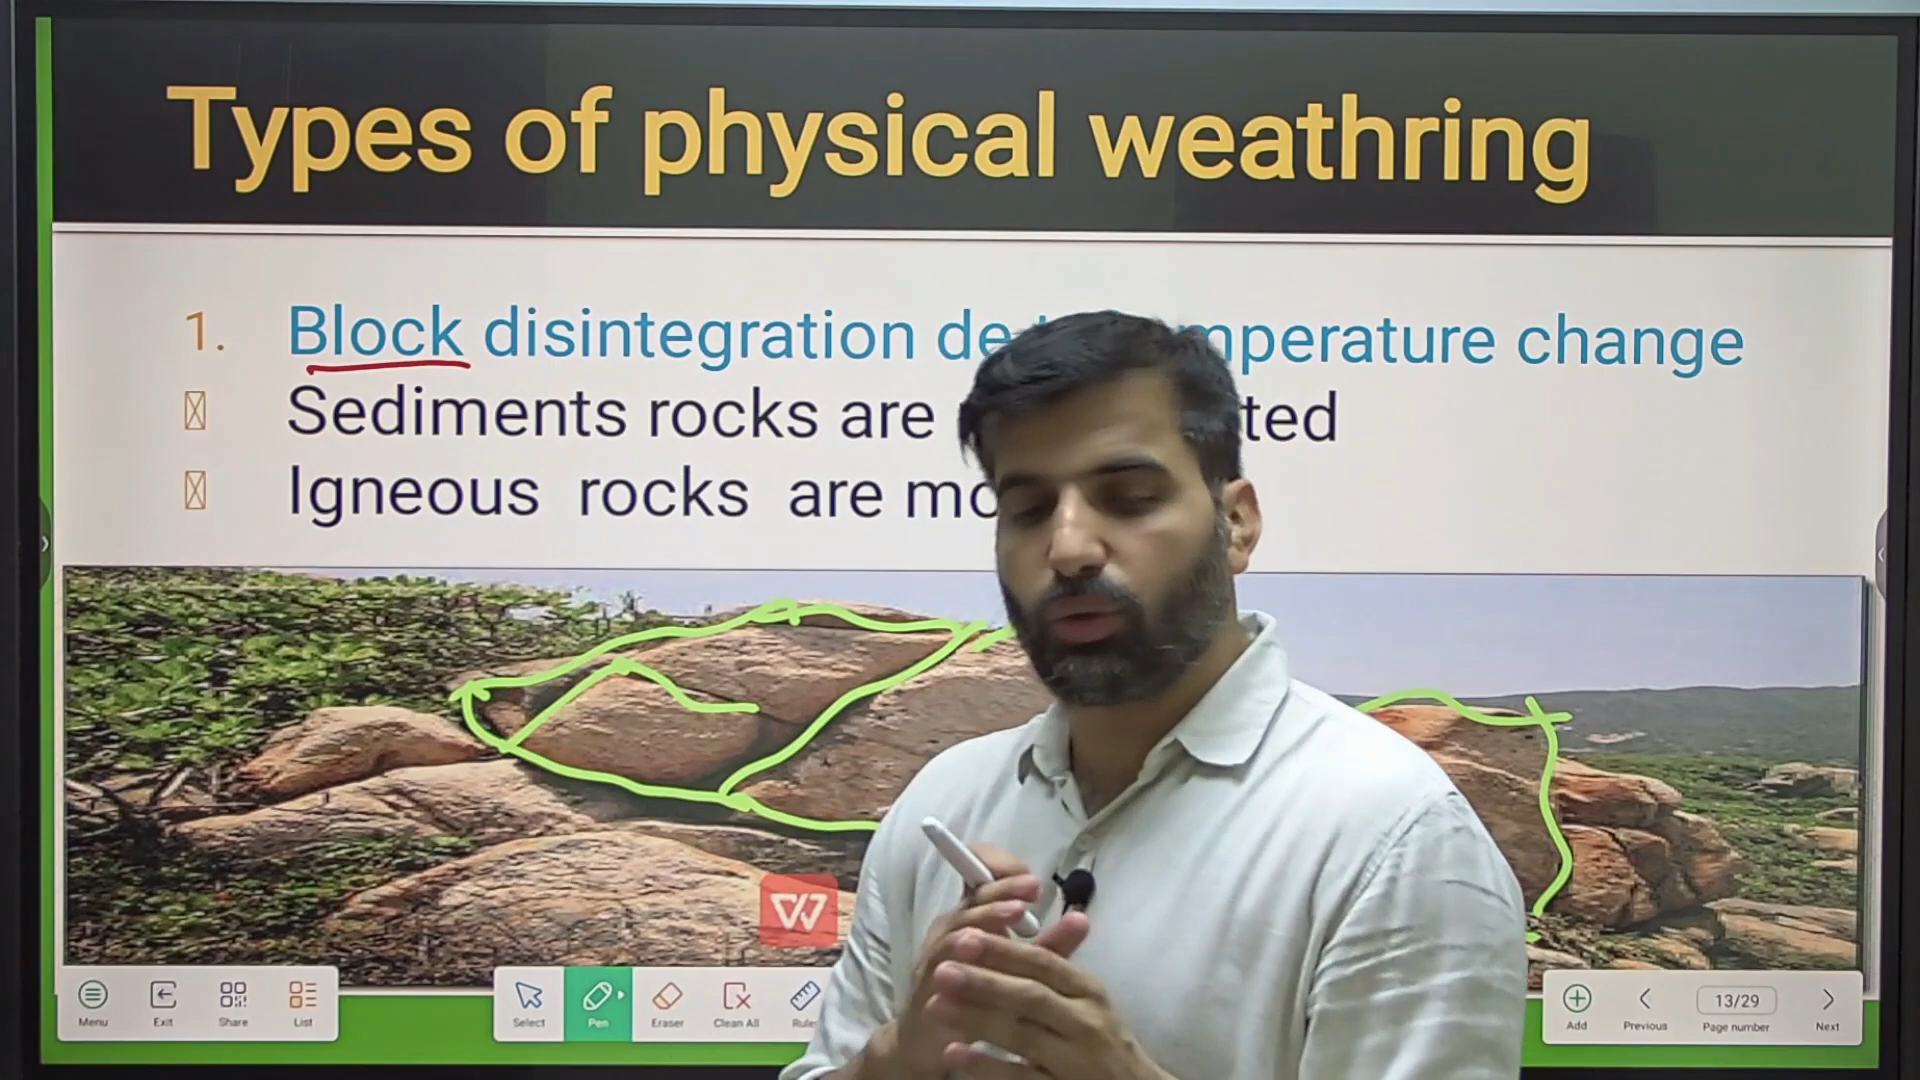 Types of physical weathring
1. Block disintegration de mperature change
Sediments rocks are ted
Igneous rocks are mo
Menu Exit Share List
Select Pen Eraser Clean All Rule
Add Previous 13/29 Page number Next